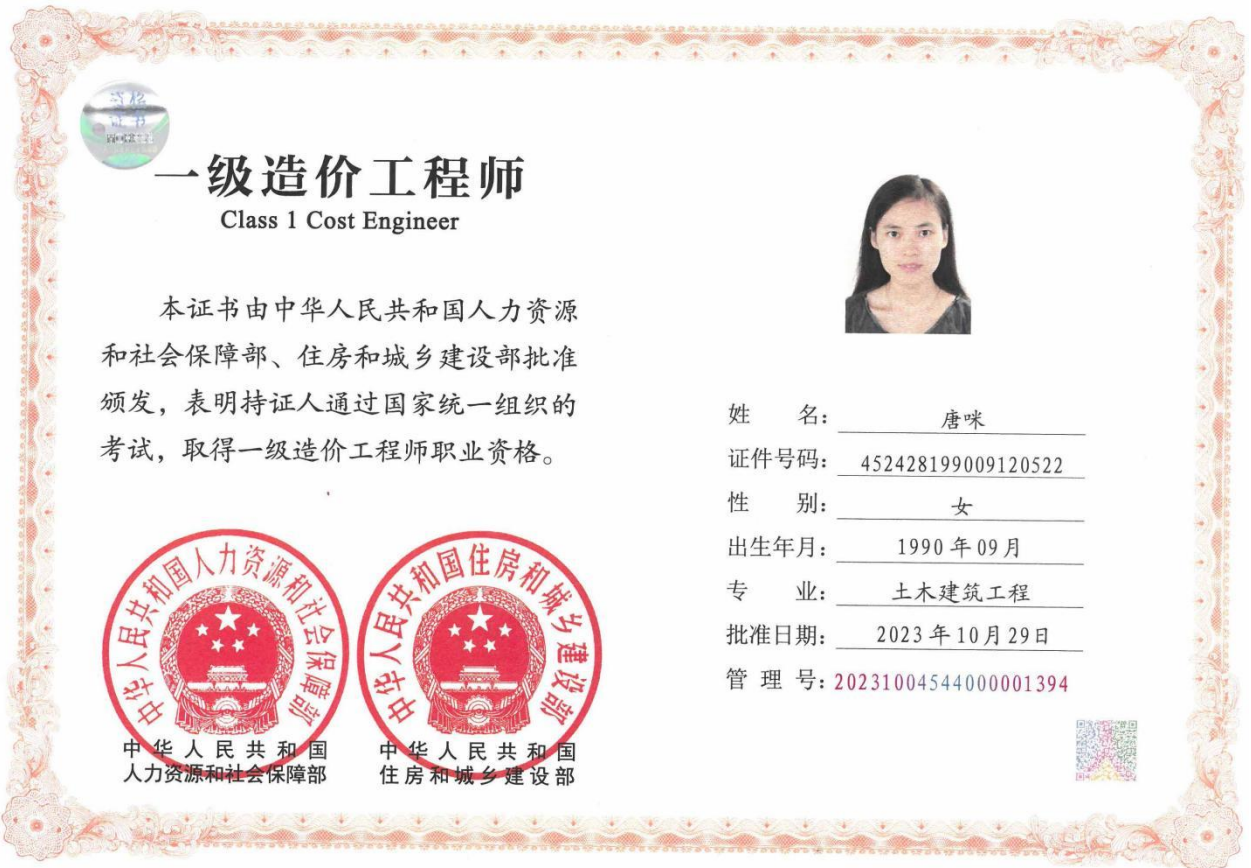 资格
证书
一级造价工程师
Class 1 Cost Engineer
本证书由中华人民共和国人力资源
和社会保障部、住房和城乡建设部批准
颁发，表明持证人通过国家统一组织的
考试，取得一级造价工程师职业资格。
中华人民共和国人力资源和社会保障部
中华人民共和国住房和城乡建设部
中华人民共和国
人力资源和社会保障部
中华人民共和国
住房和城乡建设部
姓名：唐咪
证件号码：452428199009120522
性别：女
出生年月：1990年09月
专业：土木建筑工程
批准日期：2023年10月29日
管理号：20231004544000001394